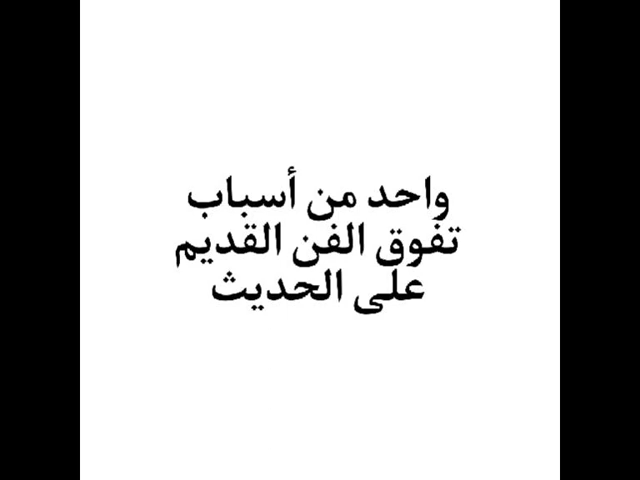 واحد من أسباب
تفوق الفن القديم
على الحديث